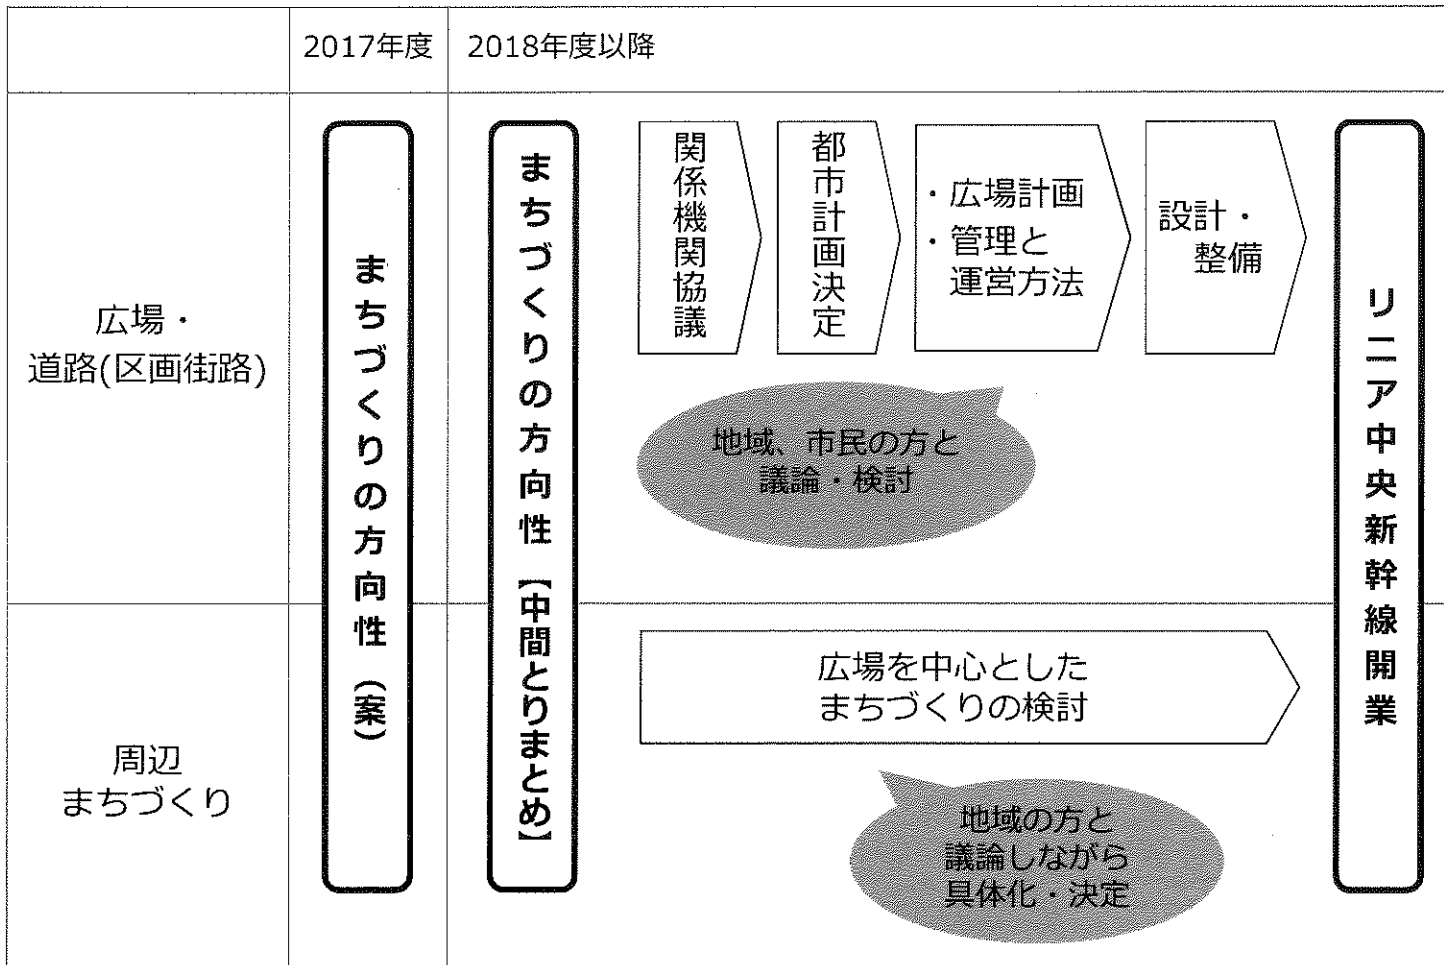 2017年度
2018年度以降
広場・
道路(区画街路)
まちづくりの方向性（案）
まちづくりの方向性【中間とりまとめ】
関係機関協議
都市計画決定
・広場計画
・管理と
運営方法
設計・
整備
リニア中央新幹線開業
地域、市民の方と
議論・検討
周辺
まちづくり
広場を中心とした
まちづくりの検討
地域の方と
議論しながら
具体化・決定